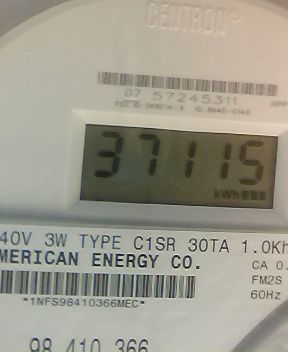 CENTRON®
07 57245311
37115
kWh
40V 3W TYPE C1SR 30TA 1.0Kh
MERICAN ENERGY CO.
CA 0.
FM2S
60Hz
*1NFS98410366MEC*
98 410 366